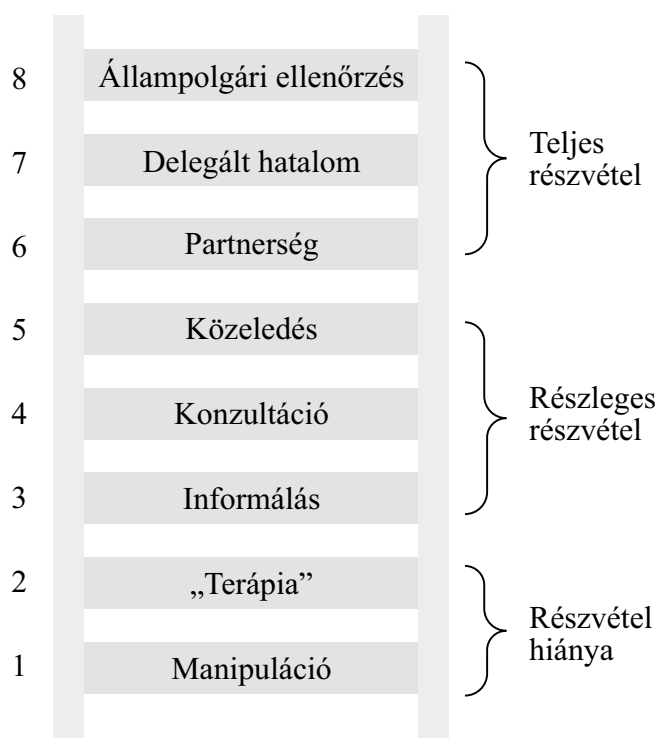 8 Állampolgári ellenőrzés
7 Delegált hatalom
Teljes
részvétel
6 Partnerség
5 Közeledés
4 Konzultáció
Részleges
részvétel
3 Informálás
2 „Terápia”
1 Manipuláció
Részvétel
hiánya